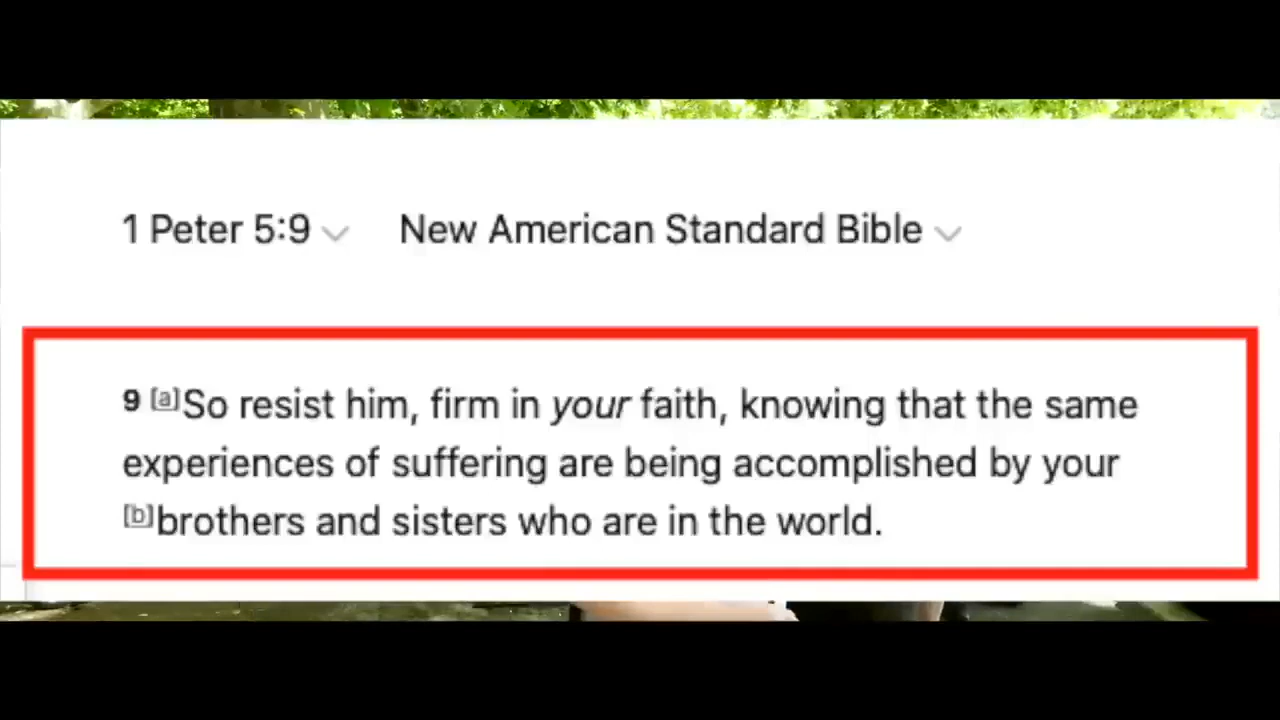 1 Peter 5:9 New American Standard Bible
9 [a]So resist him, firm in your faith, knowing that the same
experiences of suffering are being accomplished by your
[b]brothers and sisters who are in the world.